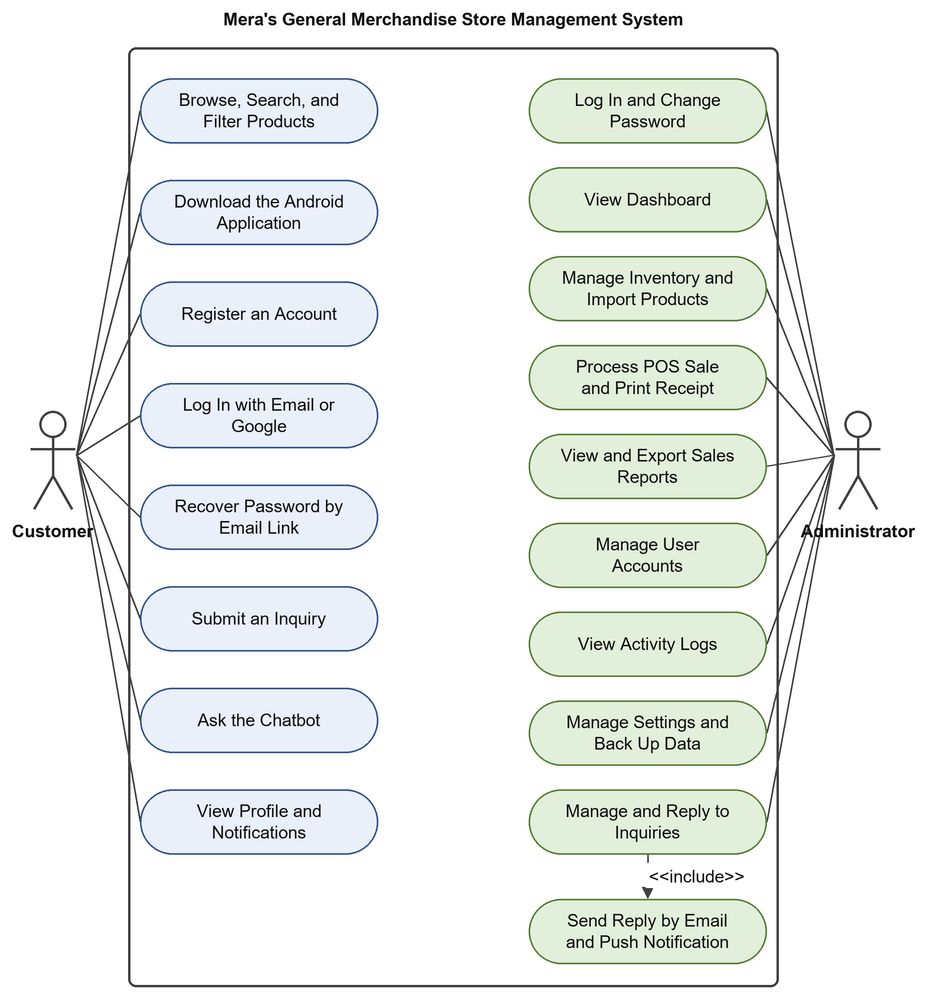 Mera's General Merchandise Store Management System
Browse, Search, and
Filter Products
Download the Android
Application
Register an Account
Log In with Email or
Google
Recover Password by
Email Link
Submit an Inquiry
Ask the Chatbot
View Profile and
Notifications
Customer
Log In and Change
Password
View Dashboard
Manage Inventory and
Import Products
Process POS Sale
and Print Receipt
View and Export Sales
Reports
Manage User
Accounts
View Activity Logs
Manage Settings and
Back Up Data
Manage and Reply to
Inquiries
<<include>>
Send Reply by Email
and Push Notification
Administrator